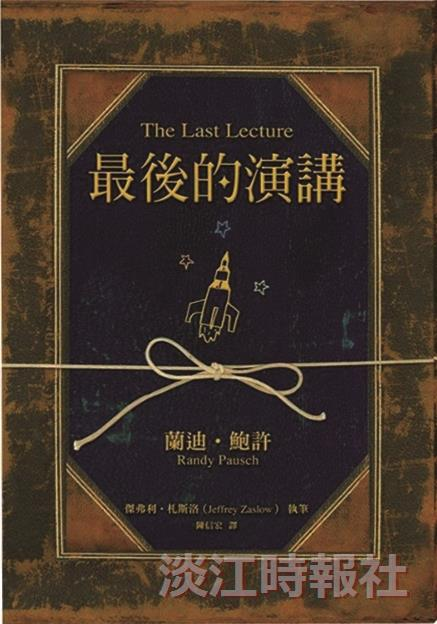 The Last Lecture
最後的演講
蘭迪・鮑許
Randy Pausch
傑弗利・札斯洛（Jeffrey Zaslow） 執筆
陳信宏 譯
淡江時報社